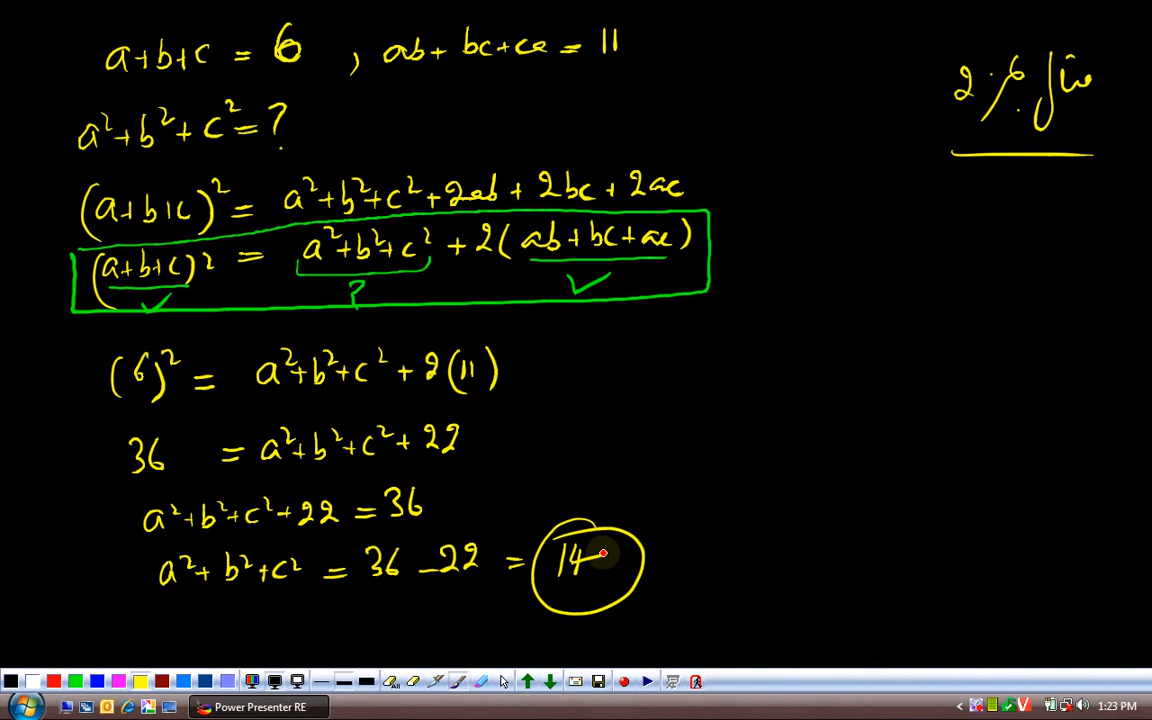 a+b+c = 6 , ab+ bc+ca = 11
مثال 2
a²+b²+c² = ?
(a+b+c)² = a²+b²+c²+2ab+2bc+2ac
(a+b+c)² = a²+b²+c² + 2(ab+bc+ac)
?
(6)² = a²+b²+c² + 2(11)
36 = a²+b²+c²+22
a²+b²+c²+22 = 36
a²+b²+c² = 36 -22 = 14
All
Power Presenter RE
1:23 PM